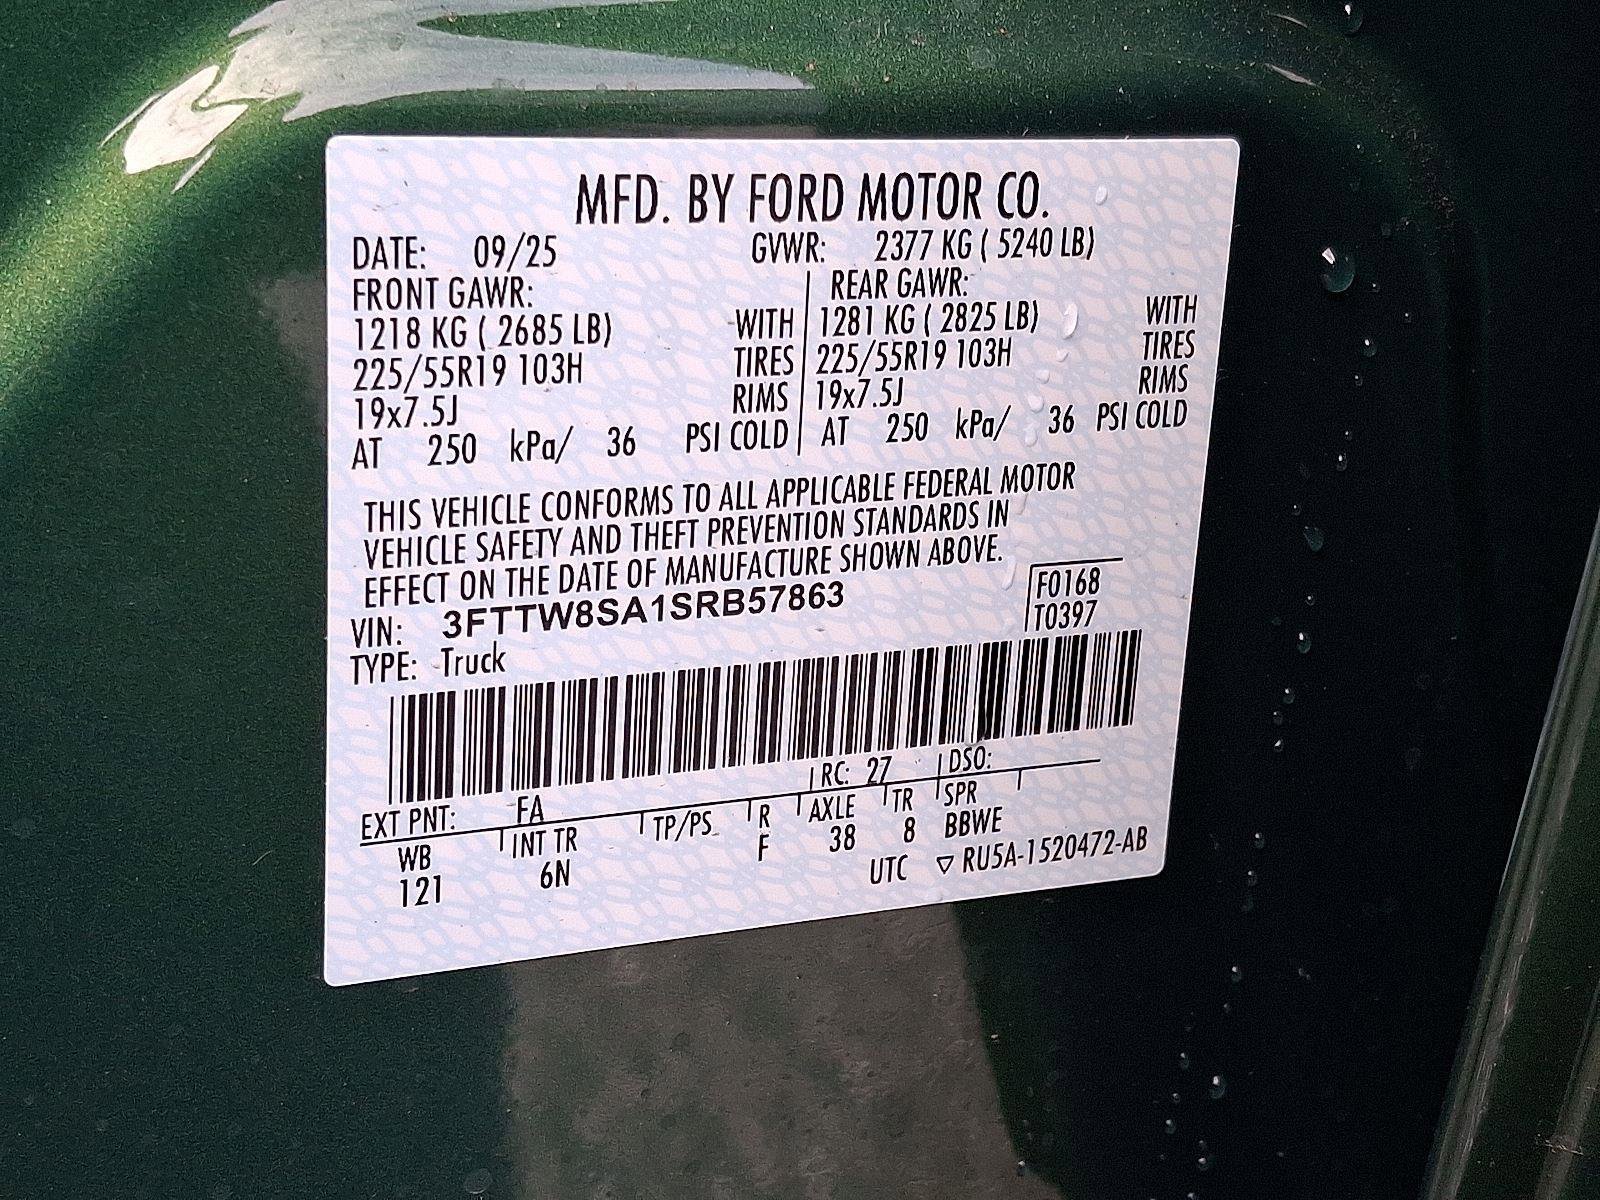 MFD. BY FORD MOTOR CO.
DATE: 09/25 GVWR: 2377 KG ( 5240 LB)
FRONT GAWR: REAR GAWR:
1218 KG ( 2685 LB) WITH 1281 KG ( 2825 LB) WITH
225/55R19 103H TIRES 225/55R19 103H TIRES
19x7.5J RIMS 19x7.5J RIMS
AT 250 kPa/ 36 PSI COLD AT 250 kPa/ 36 PSI COLD
THIS VEHICLE CONFORMS TO ALL APPLICABLE FEDERAL MOTOR
VEHICLE SAFETY AND THEFT PREVENTION STANDARDS IN
EFFECT ON THE DATE OF MANUFACTURE SHOWN ABOVE.
VIN: 3FTTW8SA1SRB57863 F0168
TYPE: Truck T0397
RC: 27 DSO:
EXT PNT: FA
WB INT TR TP/PS R AXLE TR SPR
121 6N F 38 8 BBWE
UTC ▽ RU5A-1520472-AB